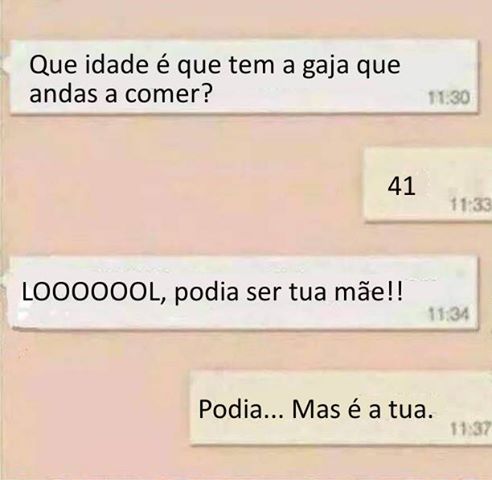 Que idade é que tem a gaja que
andas a comer?
11:30
41
11:33
LOOOOOOL, podia ser tua mãe!!
11:34
Podia... Mas é a tua.
11:37